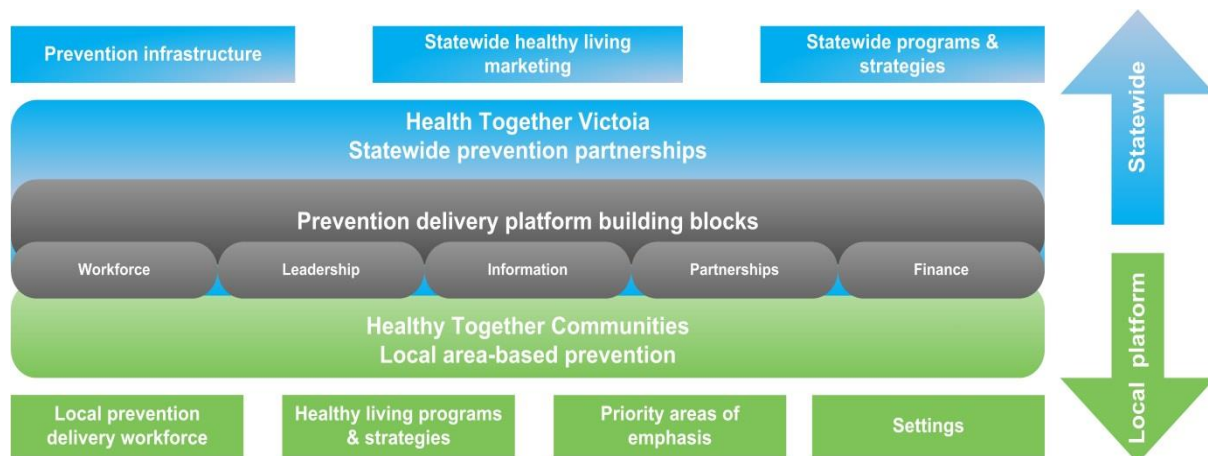 Prevention infrastructure
Statewide healthy living
marketing
Statewide programs &
strategies
Statewide
Health Together Victoia
Statewide prevention partnerships
Prevention delivery platform building blocks
Workforce
Leadership
Information
Partnerships
Finance
Healthy Together Communities
Local area-based prevention
Local platform
Local prevention
delivery workforce
Healthy living programs
& strategies
Priority areas of
emphasis
Settings